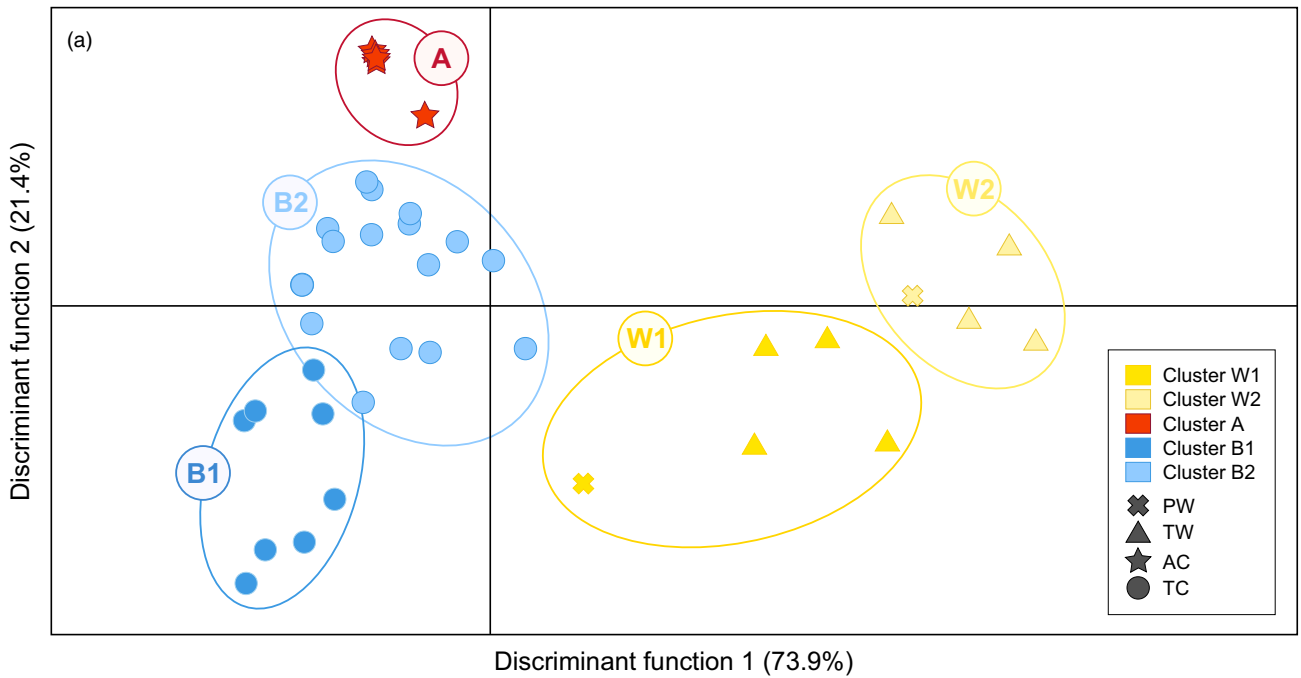 (a)
A
B2
W2
W1
B1
Discriminant function 2 (21.4%)
Discriminant function 1 (73.9%)
Cluster W1
Cluster W2
Cluster A
Cluster B1
Cluster B2
PW
TW
AC
TC